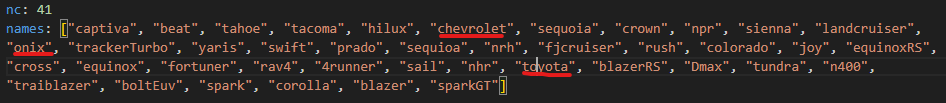 nc: 41
names: ["captiva", "beat", "tahoe", "tacoma", "hilux", "chevrolet", "sequoia", "crown", "npr", "sienna", "landcruiser",
"onix", "trackerTurbo", "yaris", "swift", "prado", "sequioa", "nrh", "fjcruiser", "rush", "colorado", "joy", "equinoxRS",
"cross", "equinox", "fortuner", "rav4", "4runner", "sail", "nhr", "toyota", "blazerRS", "Dmax", "tundra", "n400",
"traiblazer", "boltEuv", "spark", "corolla", "blazer", "sparkGT"]